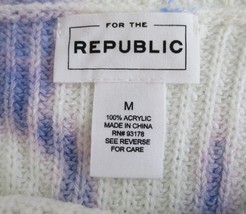 FOR THE
REPUBLIC
M
100% ACRYLIC
MADE IN CHINA
RN# 93178
SEE REVERSE
FOR CARE